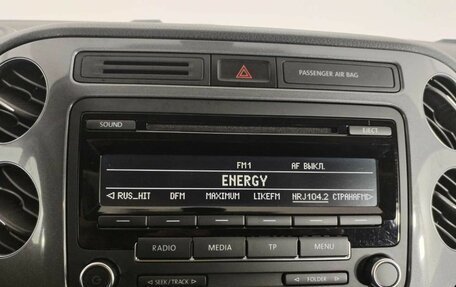 PASSENGER AIR BAG
SOUND
EJECT
FM1 AF ВЫКЛ.
ENERGY
◁ RUS_HIT DFM MAXIMUM LIKEFM HRJ104.2 СТРАНАFM▷
RADIO MEDIA TP MENU
◁ SEEK / TRACK ▷
◁ FOLDER ▷